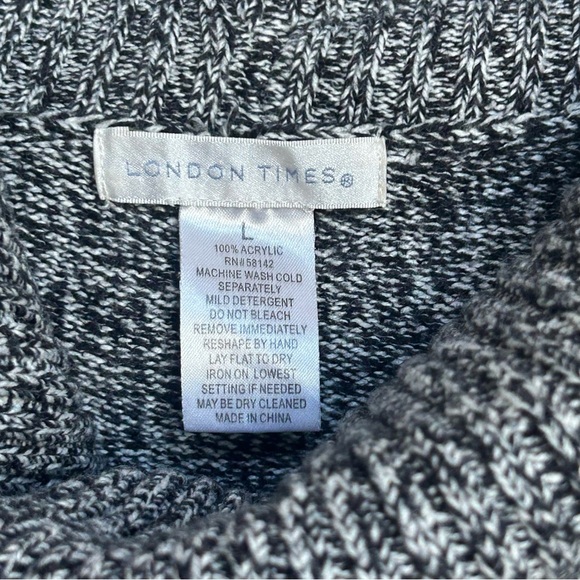 LONDON TIMES®
L
100% ACRYLIC
RN#58142
MACHINE WASH COLD
SEPARATELY
MILD DETERGENT
DO NOT BLEACH
REMOVE IMMEDIATELY
RESHAPE BY HAND
LAY FLAT TO DRY
IRON ON LOWEST
SETTING IF NEEDED
MAY BE DRY CLEANED
MADE IN CHINA